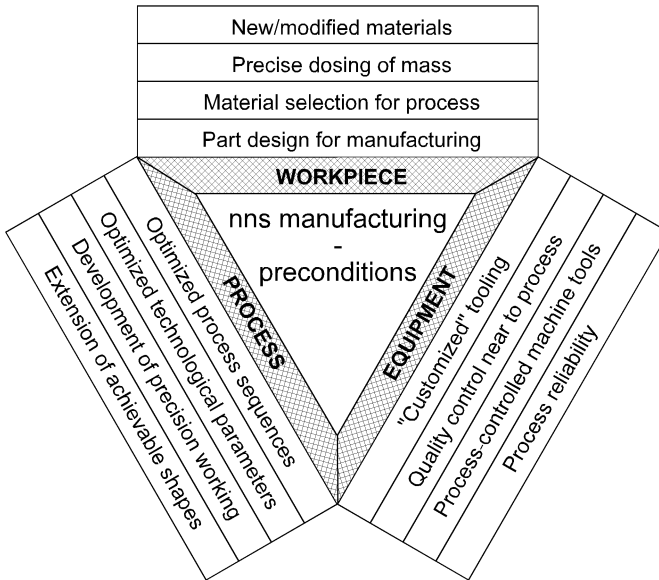 New/modified materials
Precise dosing of mass
Material selection for process
Part design for manufacturing
WORKPIECE
nns manufacturing
-
preconditions
PROCESS
Optimized process sequences
Optimized technological parameters
Development of precision working
Extension of achievable shapes
EQUIPMENT
"Customized" tooling
Quality control near to process
Process-controlled machine tools
Process reliability